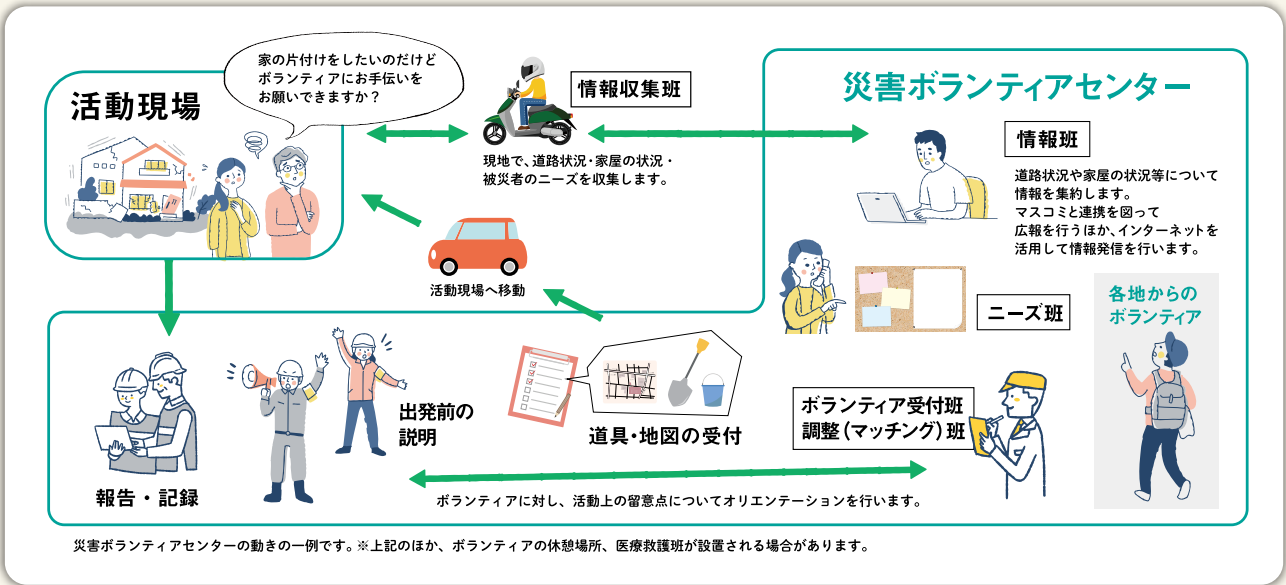 家の片付けをしたいのだけど
ボランティアにお手伝いを
お願いできますか？
活動現場
情報収集班
現地で、道路状況・家屋の状況・
被災者のニーズを収集します。
災害ボランティアセンター
情報班
道路状況や家屋の状況等について
情報を集約します。
マスコミと連携を図って
広報を行うほか、インターネットを
活用して情報発信を行います。
活動現場へ移動
ニーズ班
各地からの
ボランティア
ボランティア受付班
調整（マッチング）班
道具・地図の受付
出発前の
説明
報告・記録
ボランティアに対し、活動上の留意点についてオリエンテーションを行います。
災害ボランティアセンターの動きの一例です。※上記のほか、ボランティアの休憩場所、医療救護班が設置される場合があります。